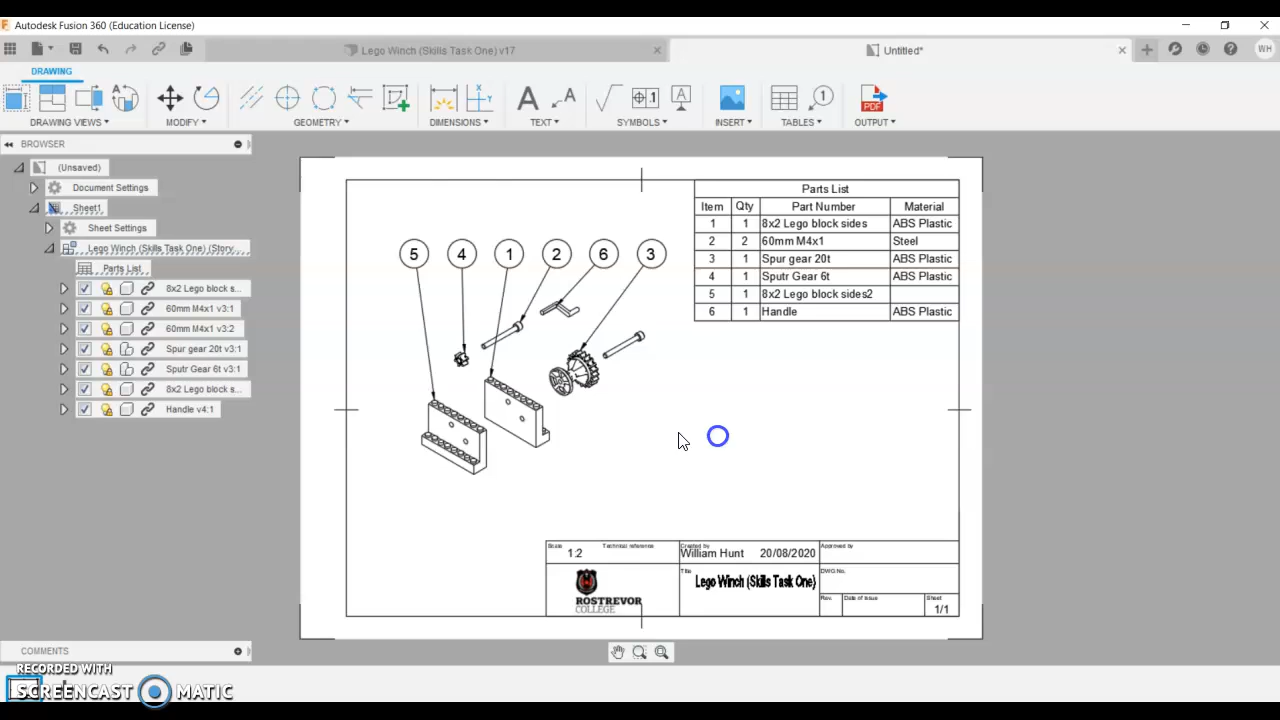 Autodesk Fusion 360 (Education License)
Lego Winch (Skills Task One) v17
Untitled*
WH
DRAWING
DRAWING VIEWS
MODIFY
GEOMETRY
DIMENSIONS
TEXT
SYMBOLS
INSERT
TABLES
OUTPUT
BROWSER
(Unsaved)
Document Settings
Sheet1
Sheet Settings
Lego Winch (Skills Task One) (Story...
Parts List
8x2 Lego block s...
60mm M4x1 v3:1
60mm M4x1 v3:2
Spur gear 20t v3:1
Sputr Gear 6t v3:1
8x2 Lego block s...
Handle v4:1
5 4 1 2 6 3
Parts List
Item Qty Part Number Material
1 1 8x2 Lego block sides ABS Plastic
2 2 60mm M4x1 Steel
3 1 Spur gear 20t ABS Plastic
4 1 Sputr Gear 6t ABS Plastic
5 1 8x2 Lego block sides2
6 1 Handle ABS Plastic
Scale Technical reference Created by Approved by
1:2 William Hunt 20/08/2020
Title DWG No.
Lego Winch (Skills Task One)
ROSTREVOR
COLLEGE
Rev. Date of issue Sheet
1/1
COMMENTS
RECORDED WITH
SCREENCAST MATIC